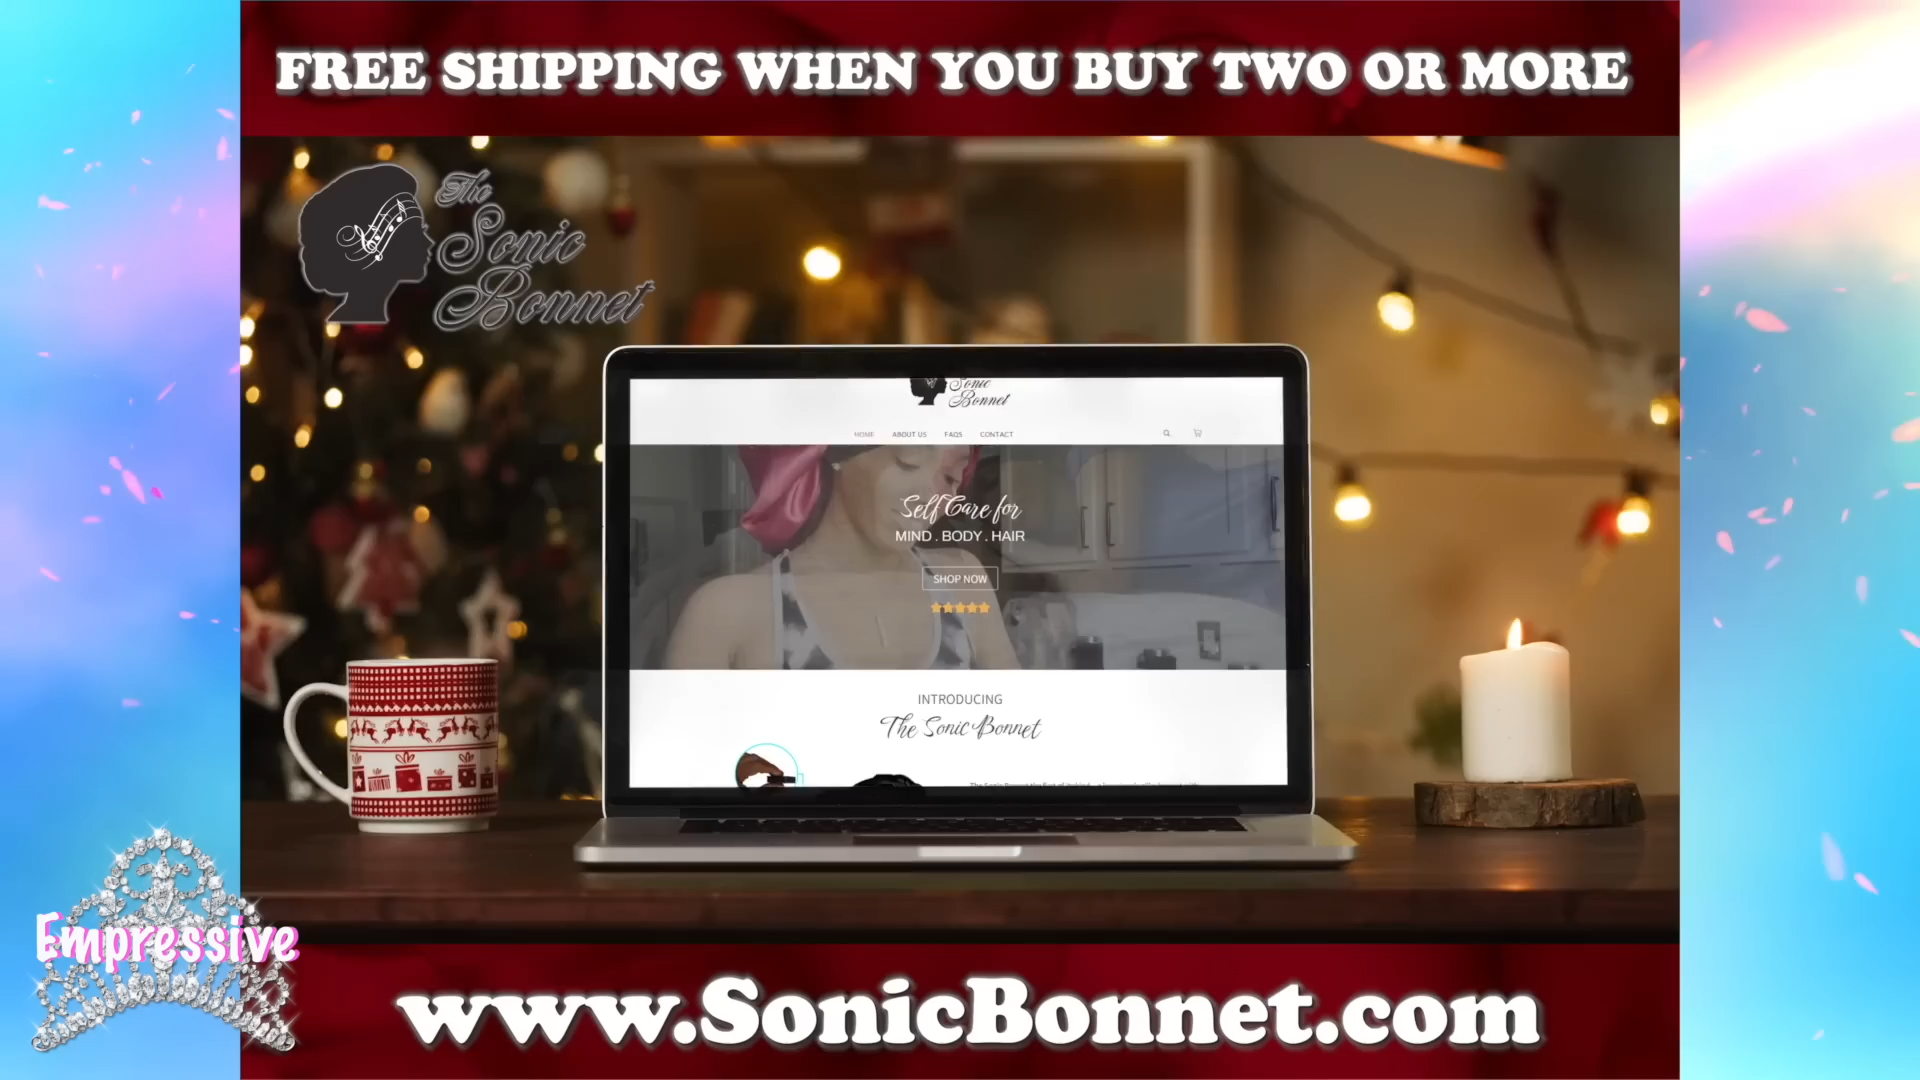 FREE SHIPPING WHEN YOU BUY TWO OR MORE
The
Sonic
Bonnet
Sonic
Bonnet
HOME ABOUT US FAQS CONTACT
Self Care for
MIND . BODY . HAIR
SHOP NOW
INTRODUCING
The Sonic Bonnet
Empressive
www.SonicBonnet.com